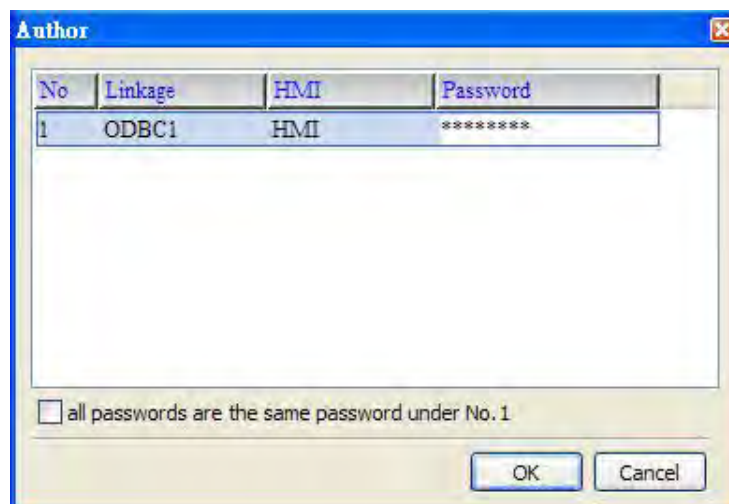 Author
No Linkage HMI Password
1 ODBC1 HMI ********
all passwords are the same password under No.1
OK Cancel